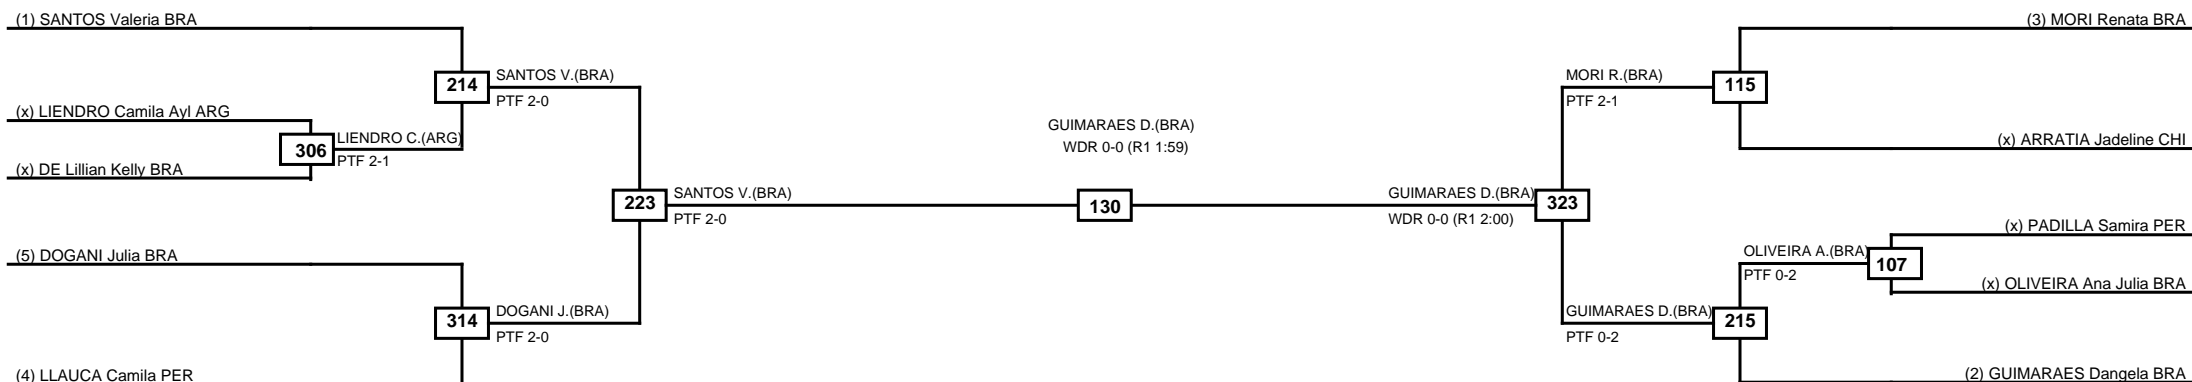 (1) SANTOS Valeria BRA
(3) MORI Renata BRA
214
SANTOS V.(BRA)
PTF 2-0
MORI R.(BRA)
PTF 2-1
115
(x) LIENDRO Camila Ayl ARG
306
LIENDRO C.(ARG)
PTF 2-1
(x) DE Lillian Kelly BRA
GUIMARAES D.(BRA)
WDR 0-0 (R1 1:59)
(x) ARRATIA Jadeline CHI
223
SANTOS V.(BRA)
PTF 2-0
130
GUIMARAES D.(BRA)
WDR 0-0 (R1 2:00)
323
(x) PADILLA Samira PER
(5) DOGANI Julia BRA
OLIVEIRA A.(BRA)
PTF 0-2
107
(x) OLIVEIRA Ana Julia BRA
314
DOGANI J.(BRA)
PTF 2-0
GUIMARAES D.(BRA)
PTF 0-2
215
(4) LLAUCA Camila PER
(2) GUIMARAES Dangela BRA